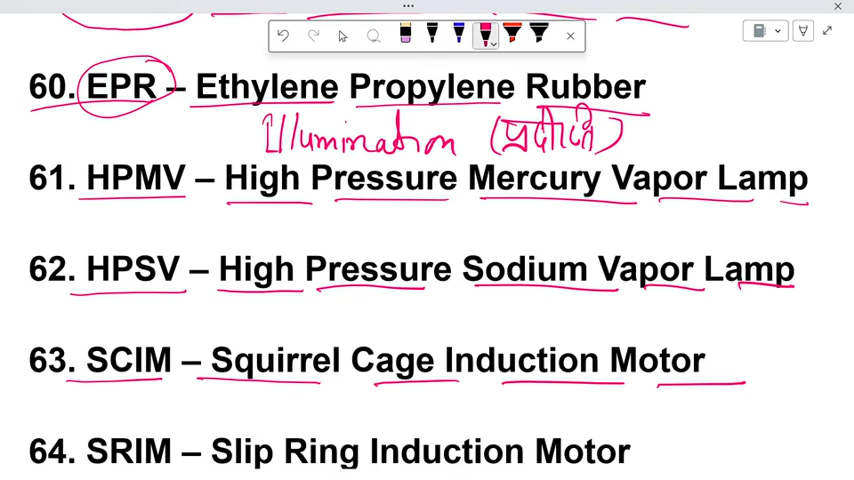 60. EPR – Ethylene Propylene Rubber
Illumination (प्रदीप्ति)
61. HPMV – High Pressure Mercury Vapor Lamp
62. HPSV – High Pressure Sodium Vapor Lamp
63. SCIM – Squirrel Cage Induction Motor
64. SRIM – Slip Ring Induction Motor